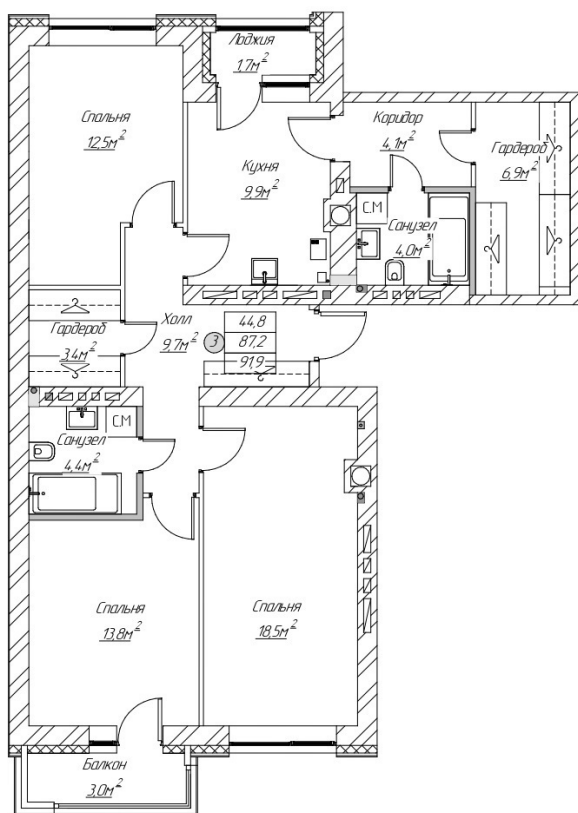 Лоджия
1,7м²
Спальня
12,5м²
Коридор
4,1м²
Гардероб
6,9м²
Кухня
9,9м²
С.М
Санузел
4,0м²
Холл
9,7м²
3
44,8
87,2
91,9
Гардероб
3,4м²
С.М
Санузел
4,4м²
Спальня
13,8м²
Спальня
18,5м²
Балкон
3,0м²